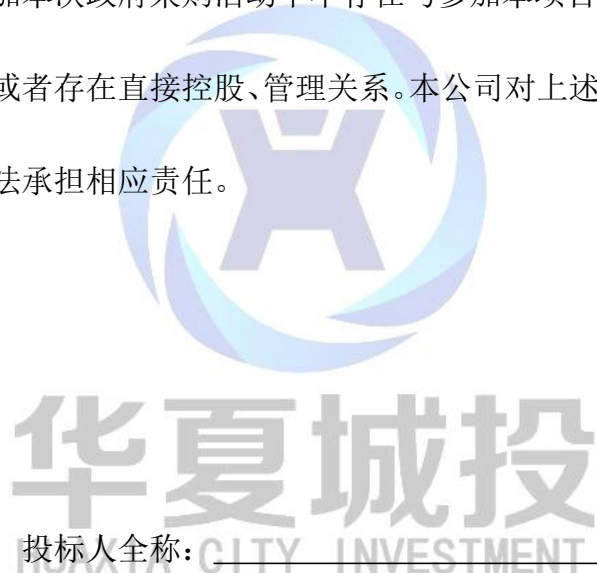 加本次政府采购活动中不存在与参加本项目
或者存在直接控股、管理关系。本公司对上述
法承担相应责任。
华夏城投
投标人全称：
HUAXIA CITY INVESTMENT